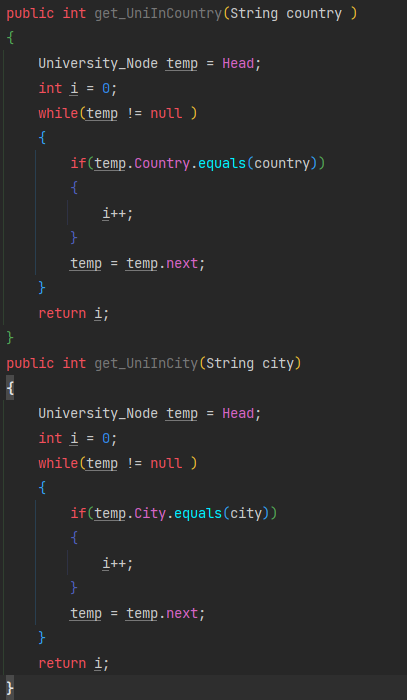 public int get_UniInCountry(String country )
{
    University_Node temp = Head;
    int i = 0;
    while(temp != null )
    {
        if(temp.Country.equals(country))
        {
            i++;
        }
        temp = temp.next;
    }
    return i;
}
public int get_UniInCity(String city)
{
    University_Node temp = Head;
    int i = 0;
    while(temp != null )
    {
        if(temp.City.equals(city))
        {
            i++;
        }
        temp = temp.next;
    }
    return i;
}